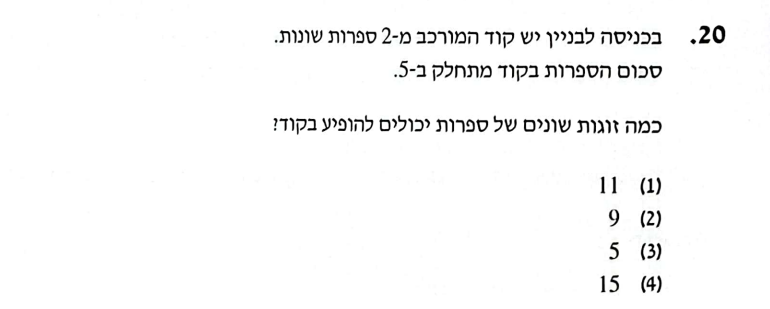 20. בכניסה לבניין יש קוד המורכב מ-2 ספרות שונות.
סכום הספרות בקוד מתחלק ב-5.
כמה זוגות שונים של ספרות יכולים להופיע בקוד?
(1) 11
(2) 9
(3) 5
(4) 15